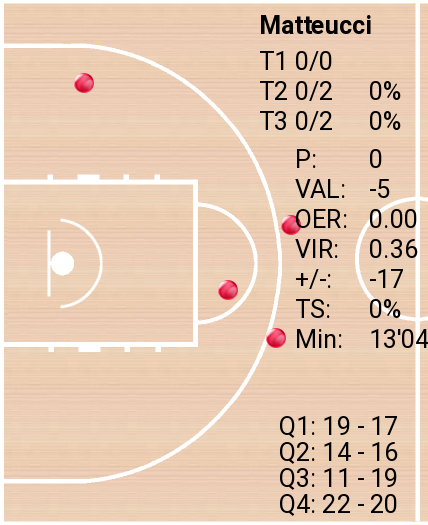 Matteucci
T1 0/0
T2 0/2 0%
T3 0/2 0%
P: 0
VAL: -5
OER: 0.00
VIR: 0.36
+/-: -17
TS: 0%
Min: 13'04
Q1: 19 - 17
Q2: 14 - 16
Q3: 11 - 19
Q4: 22 - 20